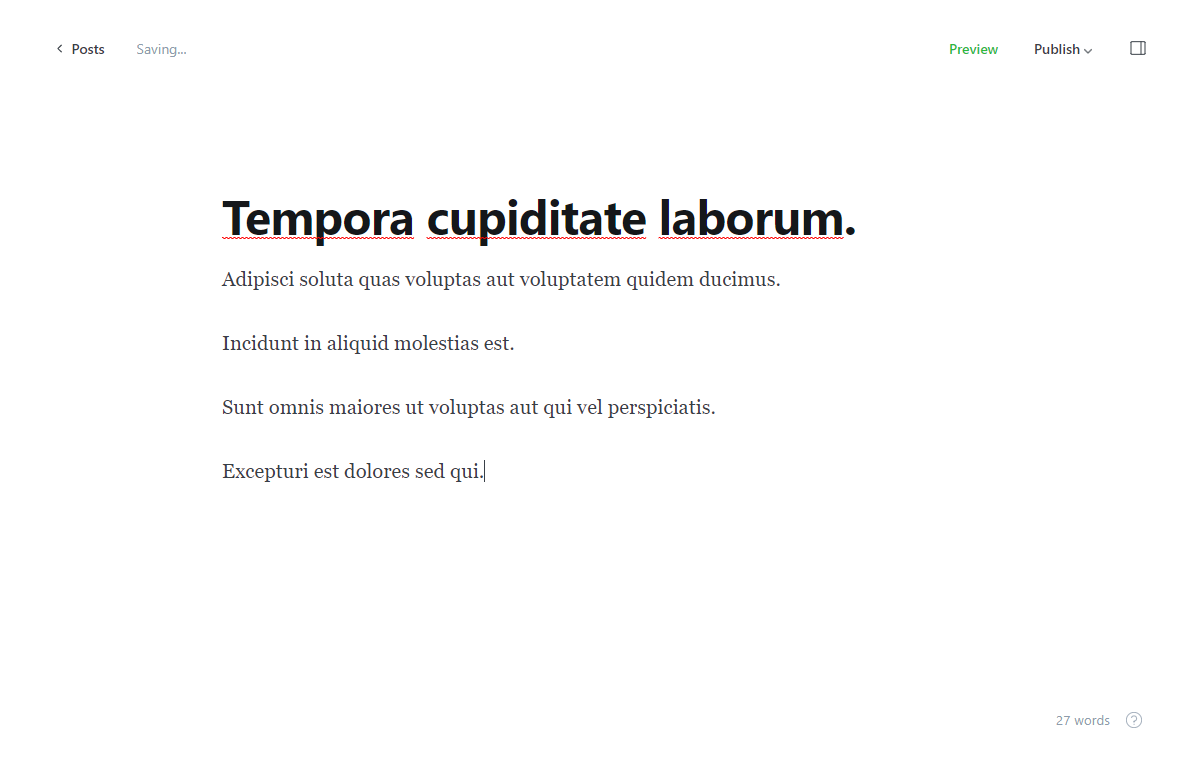 Posts
Saving...
Preview
Publish
Tempora cupiditate laborum.
Adipisci soluta quas voluptas aut voluptatem quidem ducimus.
Incidunt in aliquid molestias est.
Sunt omnis maiores ut voluptas aut qui vel perspiciatis.
Excepturi est dolores sed qui.
27 words
?